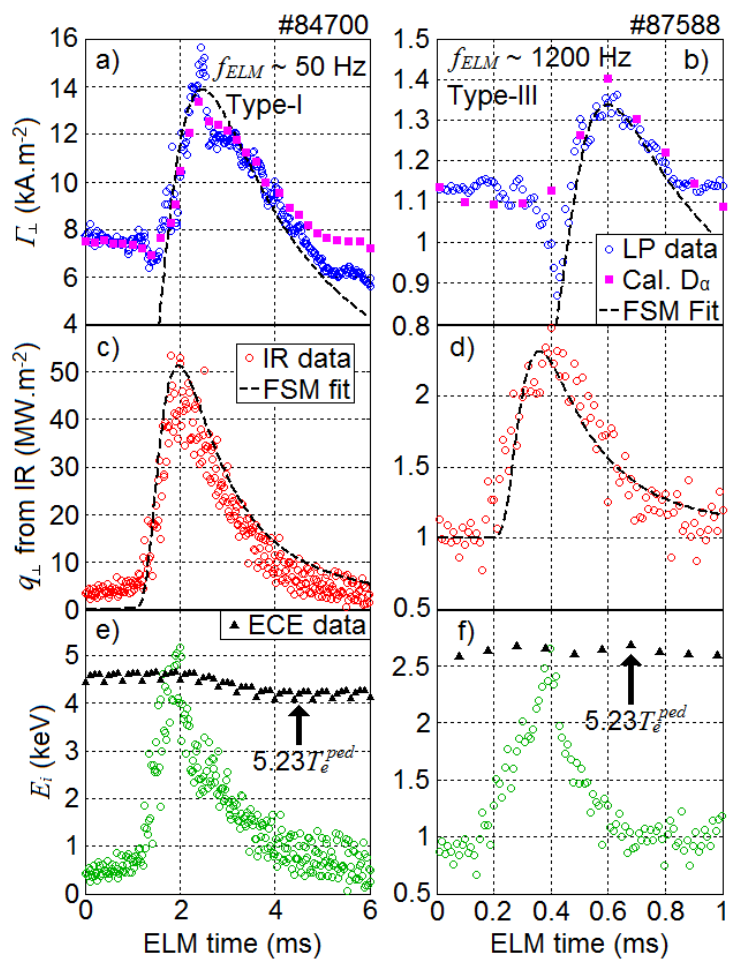 #84700
#87588
16
14
12
10
8
6
4
Γ⊥ (kA.m-2)
a)
fELM ~ 50 Hz
Type-I
1.5
1.4
1.3
1.2
1.1
1
0.9
0.8
fELM ~ 1200 Hz
b)
Type-III
LP data
Cal. Dα
FSM Fit
50
40
30
20
10
0
q⊥ from IR (MW.m-2)
c)
IR data
FSM fit
d)
2
1.5
1
0.5
5
4
3
2
1
0
Ei (keV)
e)
ECE data
5.23Teped
f)
2.5
2
1.5
1
0.5
5.23Teped
0
2
4
6
ELM time (ms)
0
0.2
0.4
0.6
0.8
1
ELM time (ms)